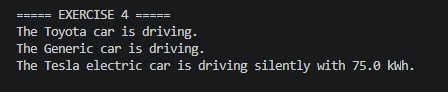 ===== EXERCISE 4 =====
The Toyota car is driving.
The Generic car is driving.
The Tesla electric car is driving silently with 75.0 kWh.